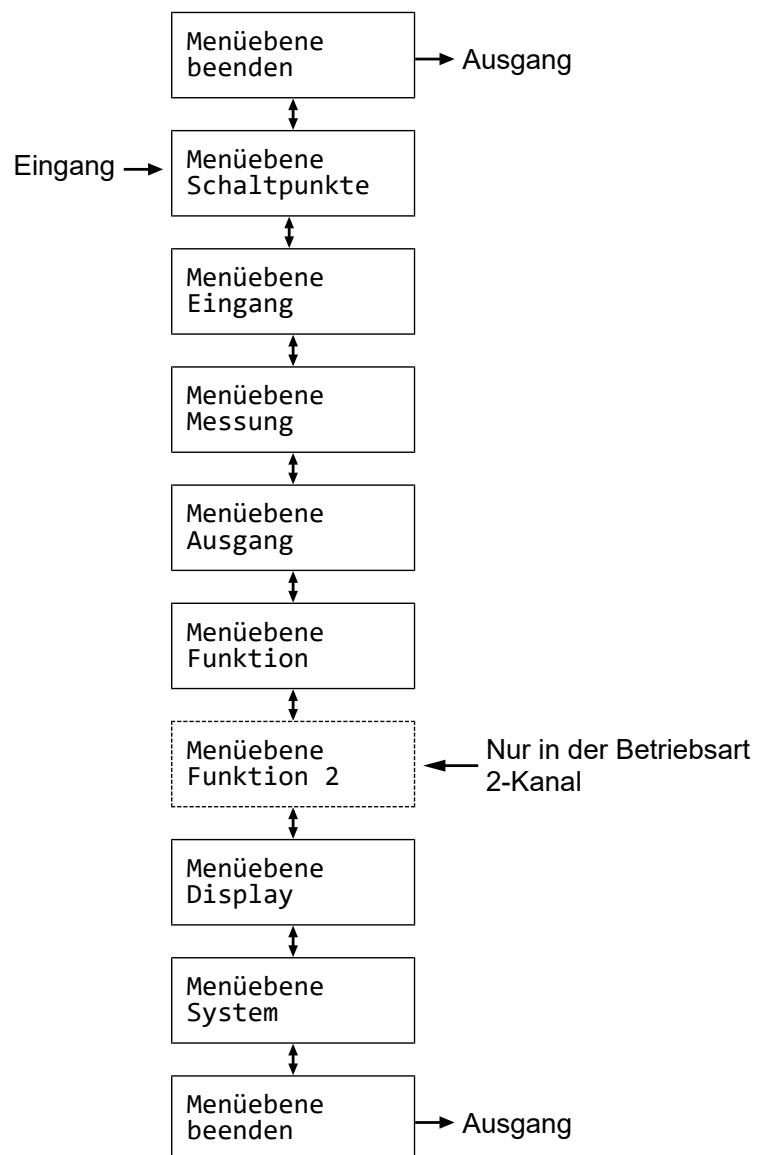 Menüebene
beenden
Ausgang
Eingang
Menüebene
Schaltpunkte
Menüebene
Eingang
Menüebene
Messung
Menüebene
Ausgang
Menüebene
Funktion
Menüebene
Funktion 2
Nur in der Betriebsart
2-Kanal
Menüebene
Display
Menüebene
System
Menüebene
beenden
Ausgang